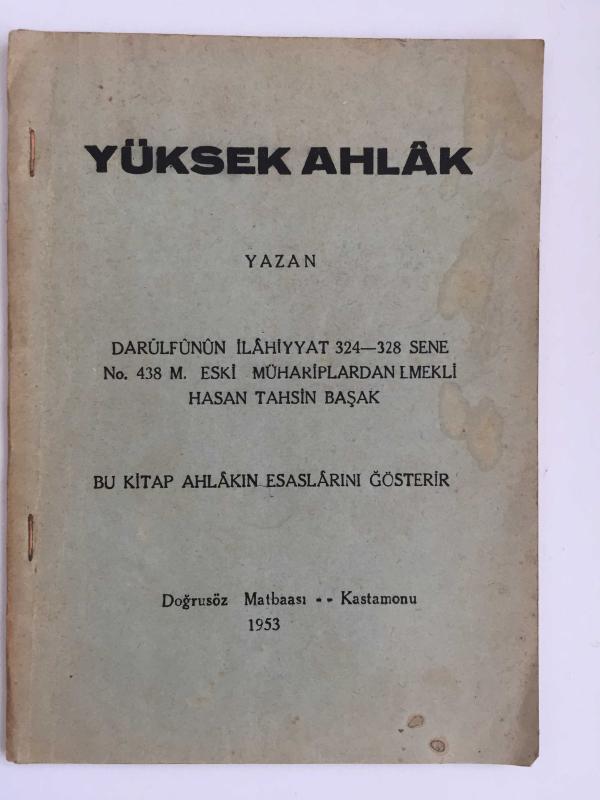 YÜKSEK AHLÂK
YAZAN
DARÜLFÜNÛN İLÂHİYYAT 324—328 SENE
No. 438 M. ESKİ MÜHARİPLARDAN EMEKLİ
HASAN TAHSİN BAŞAK
BU KİTAP AHLÂKIN ESASLÂRINI ĞÖSTERİR
Doğrusöz Matbaası - - Kastamonu
1953